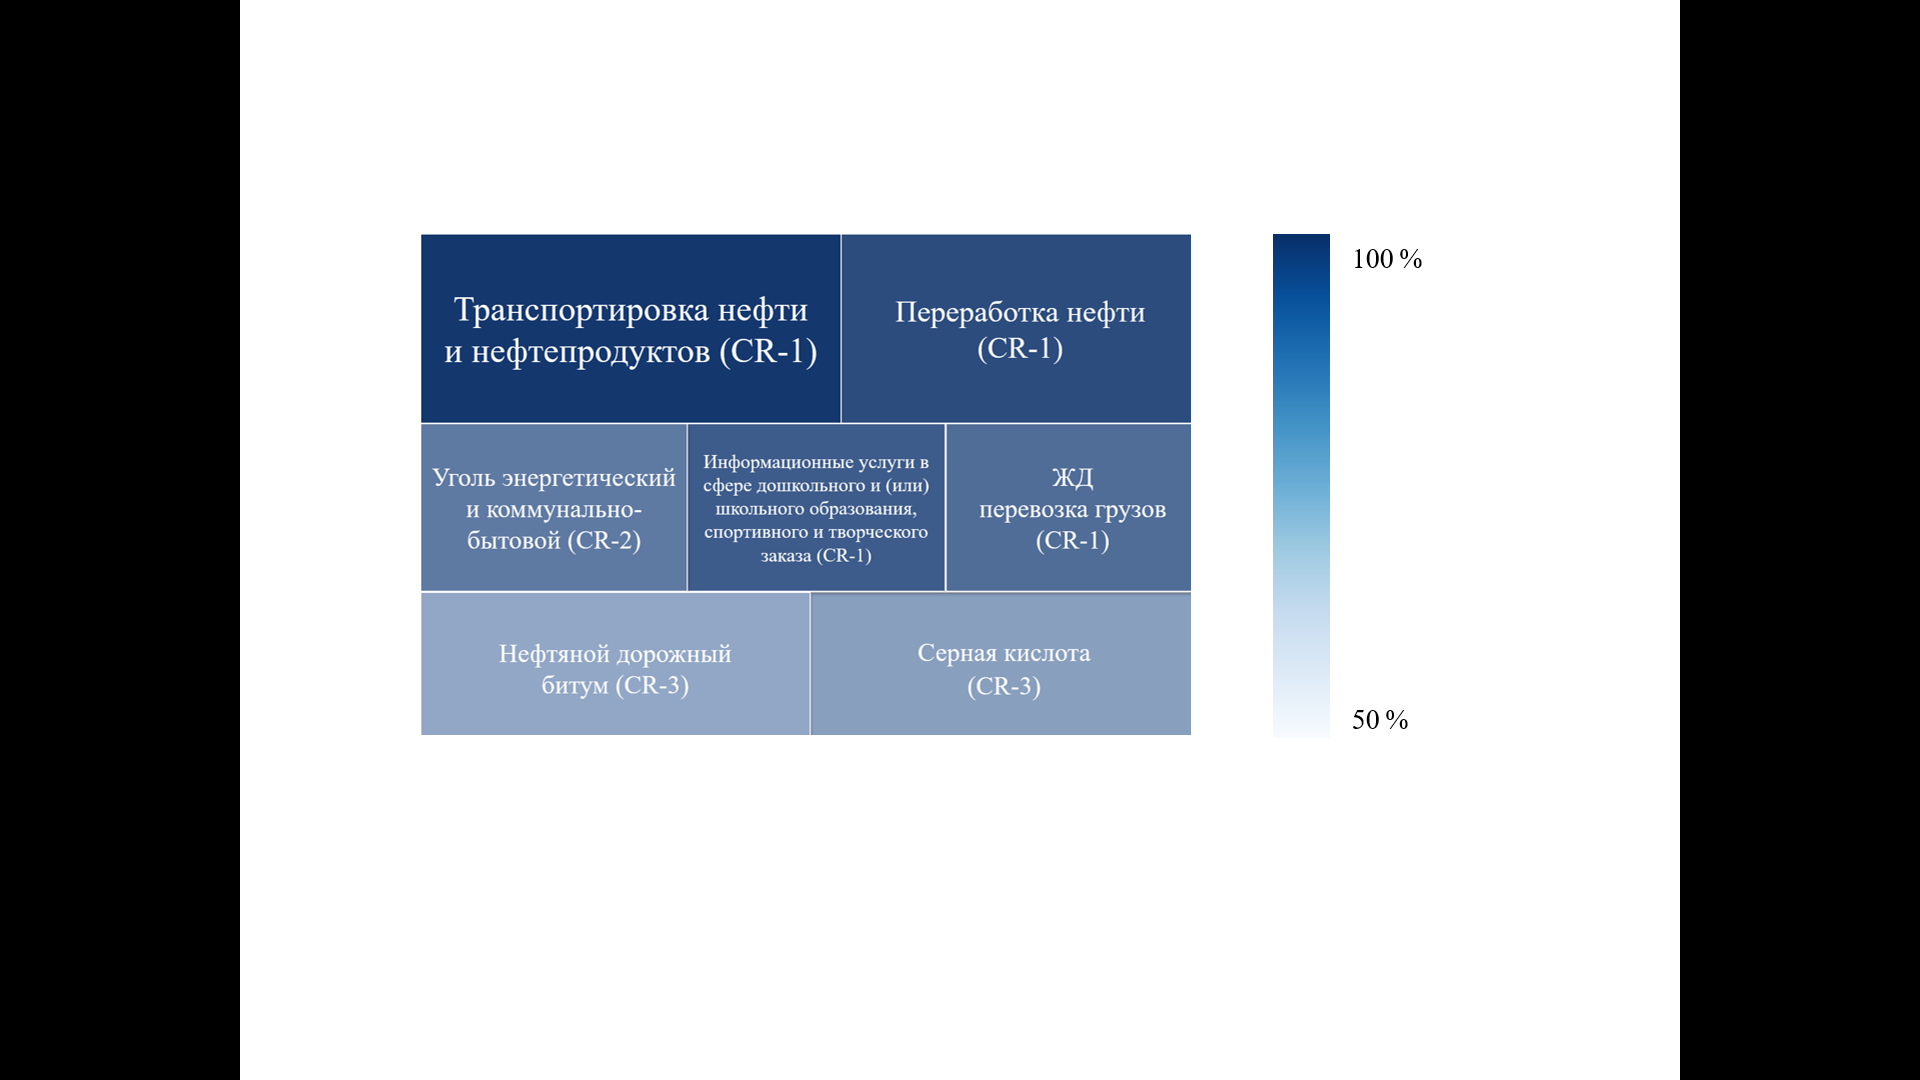 Транспортировка нефти
и нефтепродуктов (CR-1)
Переработка нефти
(CR-1)
100 %
Уголь энергетический
и коммунально-
бытовой (CR-2)
Информационные услуги в
сфере дошкольного и (или)
школьного образования,
спортивного и творческого
заказа (CR-1)
ЖД
перевозка грузов
(CR-1)
Нефтяной дорожный
битум (CR-3)
Серная кислота
(CR-3)
50 %